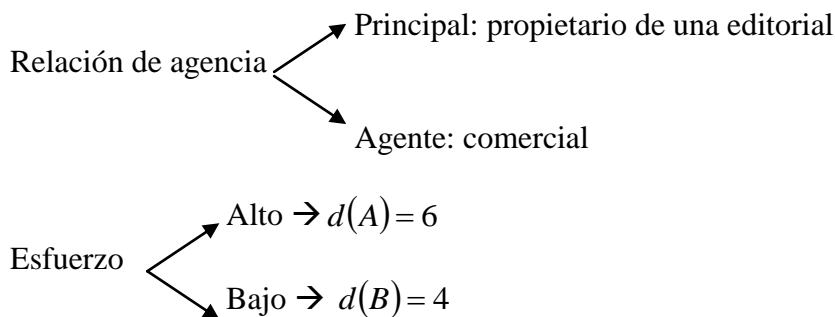 Principal: propietario de una editorial
Relación de agencia
Agente: comercial
Alto → d(A) = 6
Esfuerzo
Bajo → d(B) = 4